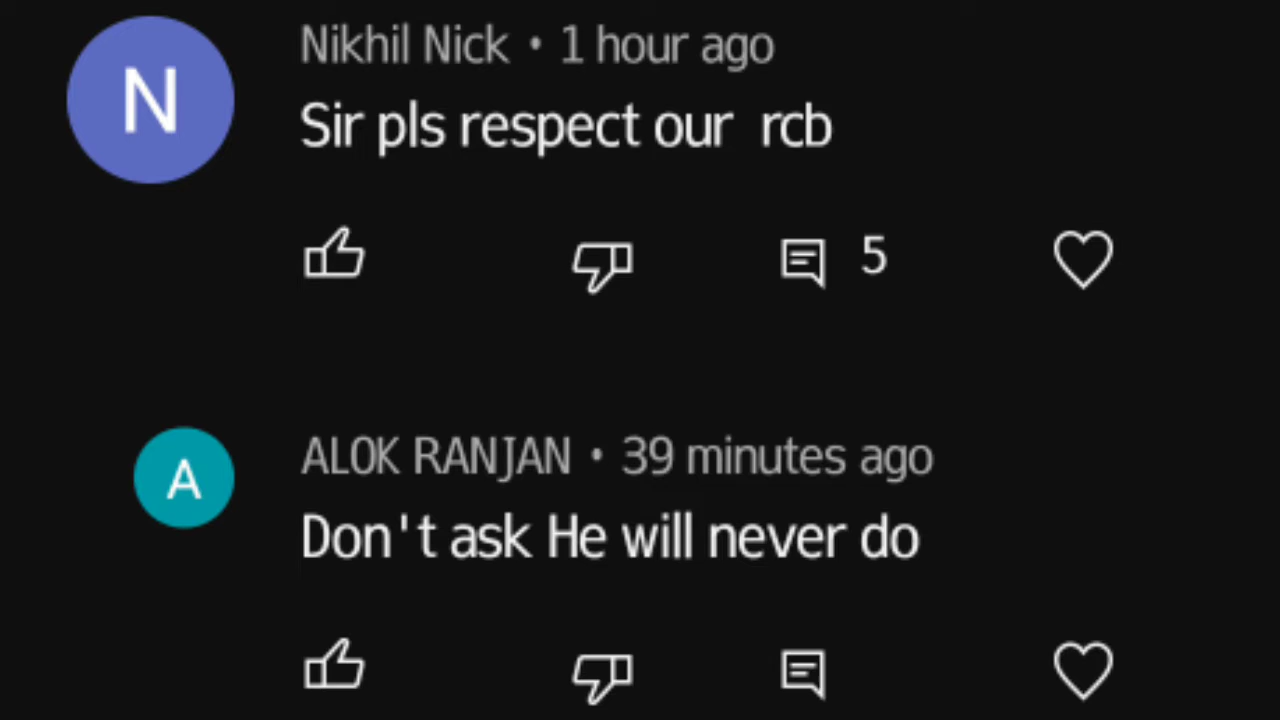 N
Nikhil Nick • 1 hour ago
Sir pls respect our rcb
5
A
ALOK RANJAN • 39 minutes ago
Don't ask He will never do